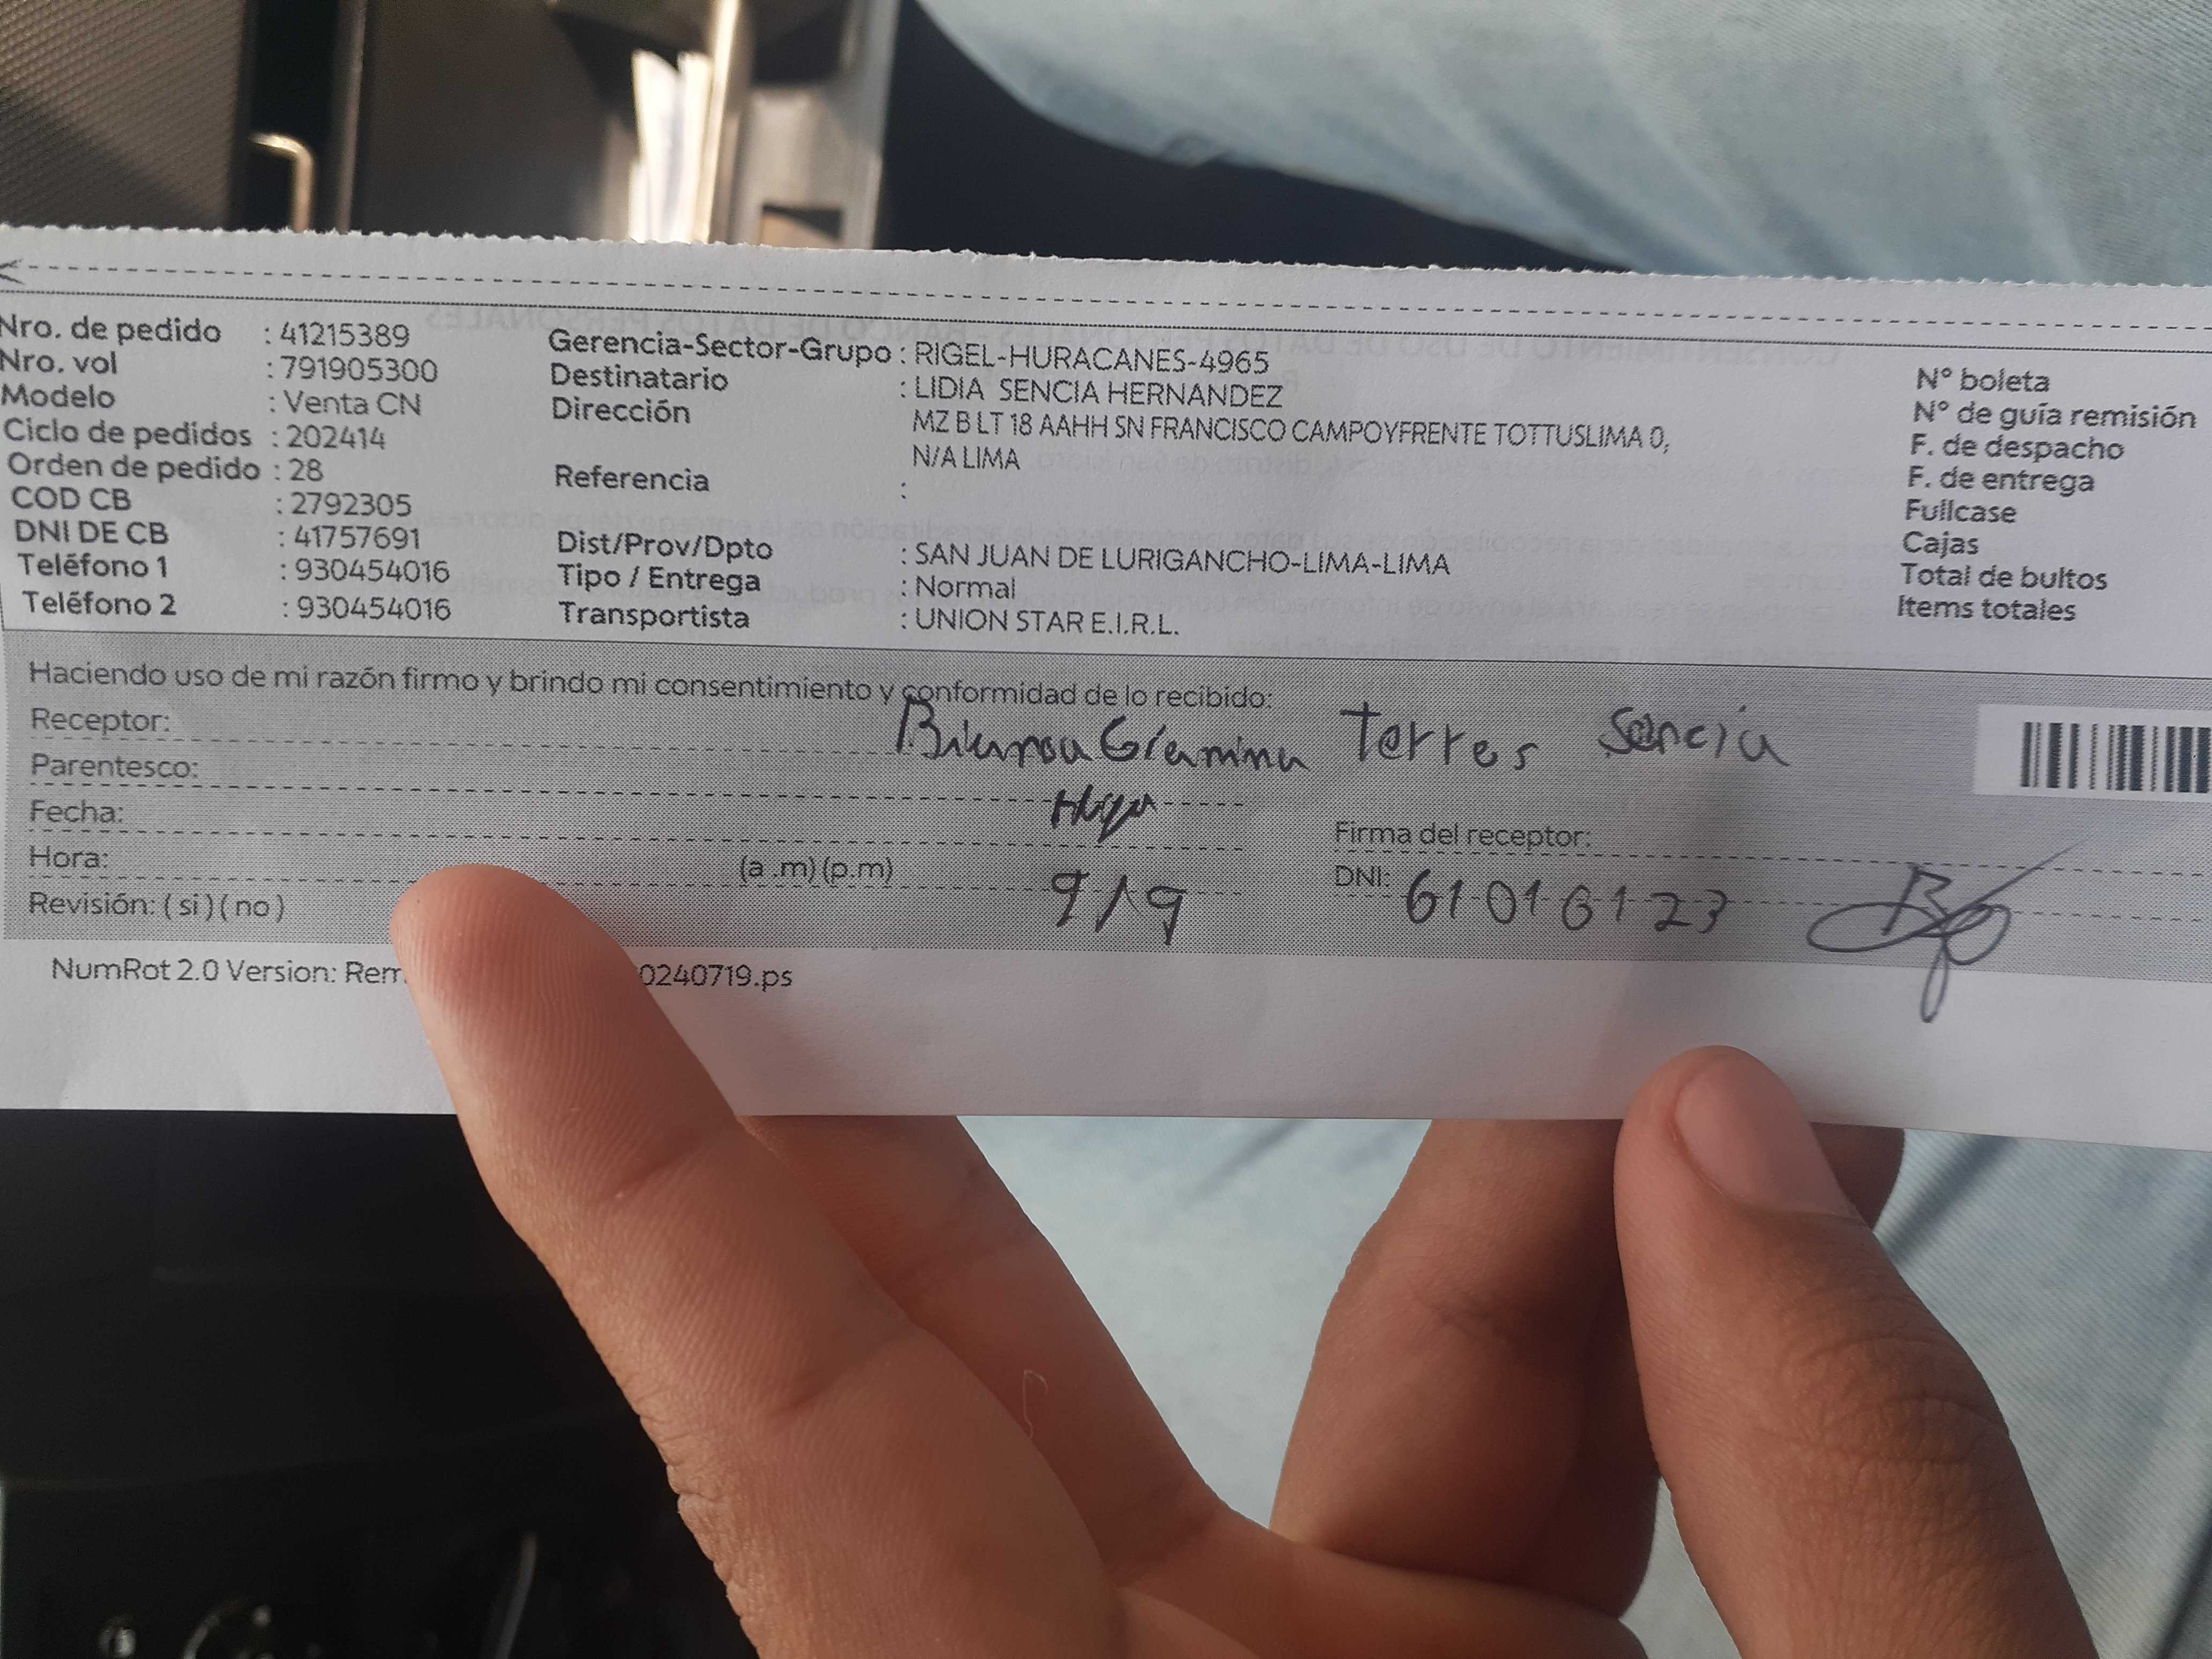 Nro. de pedido : 41215389
Nro. vol : 791905300
Modelo : Venta CN
Ciclo de pedidos : 202414
Orden de pedido : 28
COD CB : 2792305
DNI DE CB : 41757691
Teléfono 1 : 930454016
Teléfono 2 : 930454016
Gerencia-Sector-Grupo : RIGEL-HURACANES-4965
Destinatario : LIDIA SENCIA HERNANDEZ
Dirección MZ B LT 18 AAHH SN FRANCISCO CAMPOYFRENTE TOTTUSLIMA 0,
N/A LIMA
Referencia :
Dist/Prov/Dpto : SAN JUAN DE LURIGANCHO-LIMA-LIMA
Tipo / Entrega : Normal
Transportista : UNION STAR E.I.R.L.
N° boleta
N° de guía remisión
F. de despacho
F. de entrega
Fullcase
Cajas
Total de bultos
Items totales
Haciendo uso de mi razón firmo y brindo mi consentimiento y conformidad de lo recibido:
Receptor: Torres Sencia
Parentesco:
Fecha: 9/9
Hora: (a .m) (p.m)
Revisión: ( si ) ( no )
Firma del receptor:
DNI: 61016123
NumRot 2.0 Version: Rem 0240719.ps